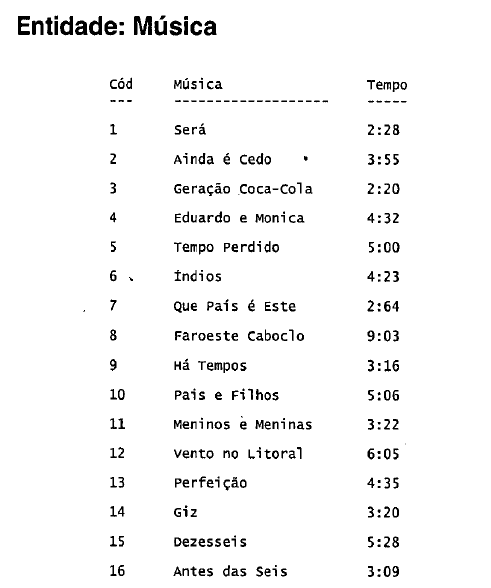 Entidade: Música
Cód Música Tempo
--- ------------------- -----
1 Será 2:28
2 Ainda é Cedo 3:55
3 Geração Coca-Cola 2:20
4 Eduardo e Monica 4:32
5 Tempo Perdido 5:00
6 Índios 4:23
7 Que País é Este 2:64
8 Faroeste Caboclo 9:03
9 Há Tempos 3:16
10 Pais e Filhos 5:06
11 Meninos e Meninas 3:22
12 Vento no Litoral 6:05
13 Perfeição 4:35
14 Giz 3:20
15 Dezesseis 5:28
16 Antes das Seis 3:09